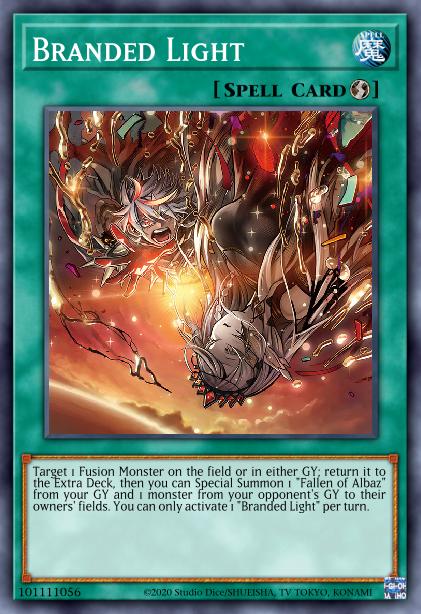 Branded Light
SPELL
魔
[Spell Card]
Target 1 Fusion Monster on the field or in either GY; return it to
the Extra Deck, then you can Special Summon 1 "Fallen of Albaz"
from your GY and 1 monster from your opponent's GY to their
owners' fields. You can only activate 1 "Branded Light" per turn.
101111056
©2020 Studio Dice/SHUEISHA, TV TOKYO, KONAMI